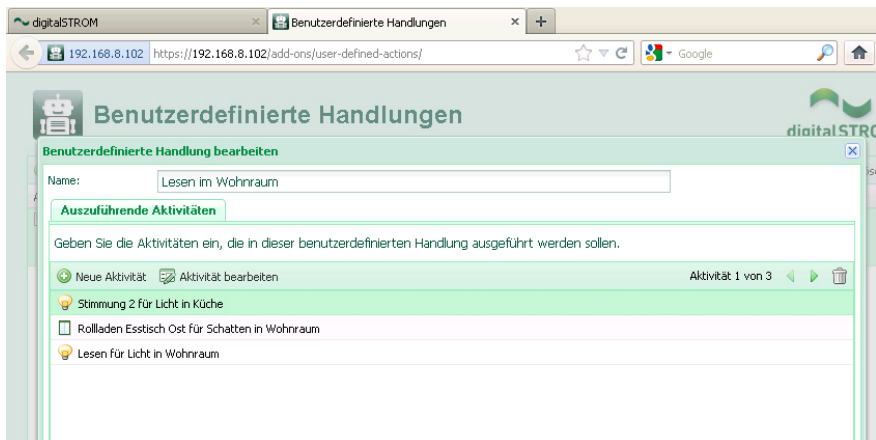 digitalSTROM
Benutzerdefinierte Handlungen
192.168.8.102 https://192.168.8.102/add-ons/user-defined-actions/ Google
Benutzerdefinierte Handlungen
Benutzerdefinierte Handlung bearbeiten
Name: Lesen im Wohnraum
Auszuführende Aktivitäten
Geben Sie die Aktivitäten ein, die in dieser benutzerdefinierten Handlung ausgeführt werden sollen.
Neue Aktivität Aktivität bearbeiten Aktivität 1 von 3
Stimmung 2 für Licht in Küche
Rollladen Esstisch Ost für Schatten in Wohnraum
Lesen für Licht in Wohnraum